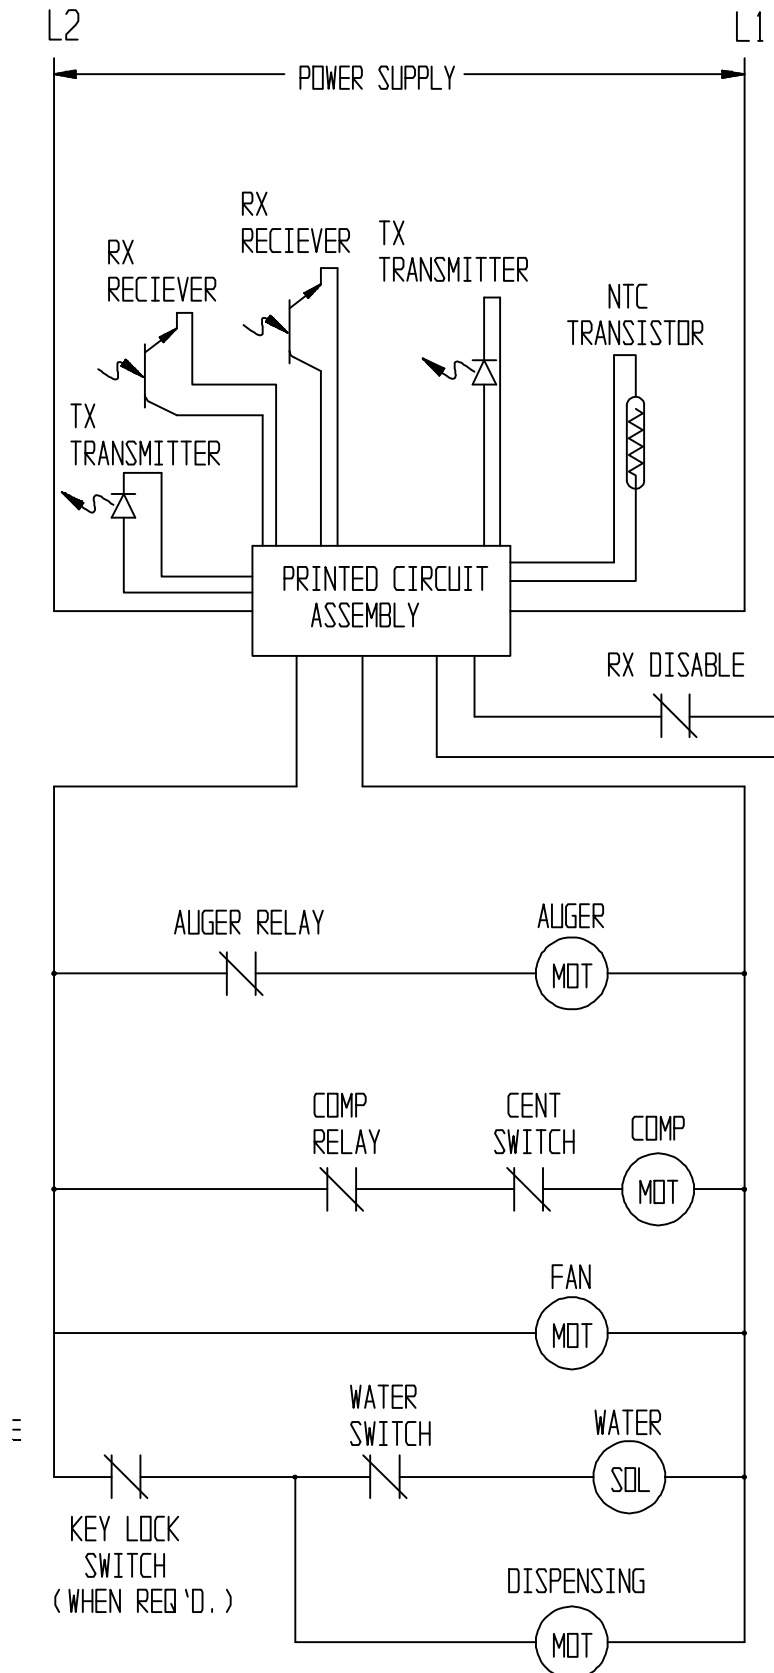 L2
L1
POWER SUPPLY
RX
RECIEVER
RX
RECIEVER
TX
TRANSMITTER
NTC
TRANSISTOR
TX
TRANSMITTER
PRINTED CIRCUIT
ASSEMBLY
RX DISABLE
AUGER RELAY
AUGER
MOT
COMP
RELAY
CENT
SWITCH
COMP
MOT
FAN
MOT
WATER
SWITCH
WATER
SOL
KEY LOCK
SWITCH
(WHEN REQ'D.)
DISPENSING
MOT